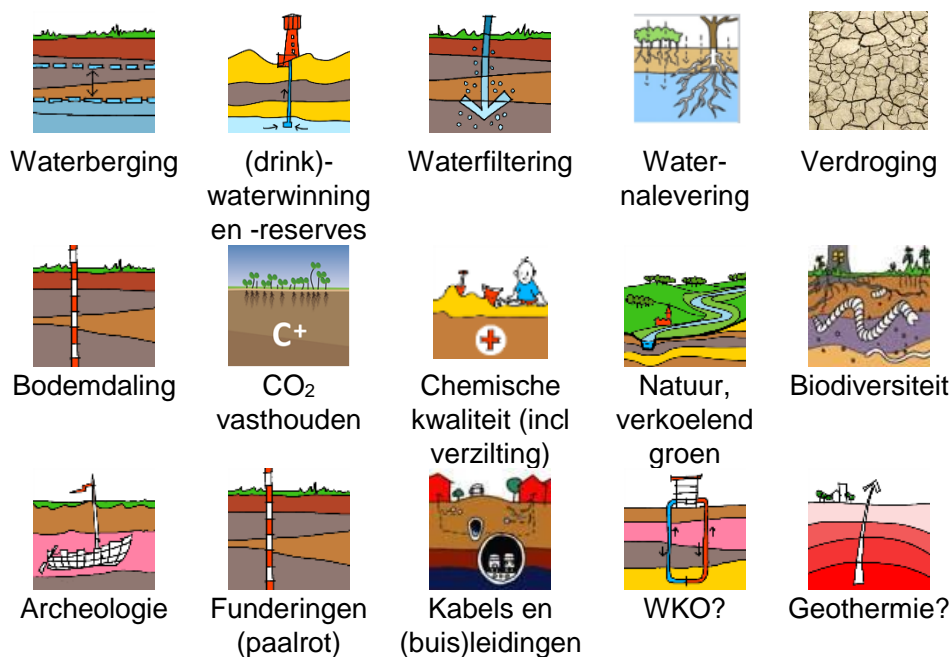 Waterberging
(drink)-
waterwinning
en -reserves
Waterfiltering
Water-
nalevering
Verdroging
C+
Bodemdaling
CO₂
vasthouden
Chemische
kwaliteit (incl
verzilting)
Natuur,
verkoelend
groen
Biodiversiteit
Archeologie
Funderingen
(paalrot)
Kabels en
(buis)leidingen
WKO?
Geothermie?